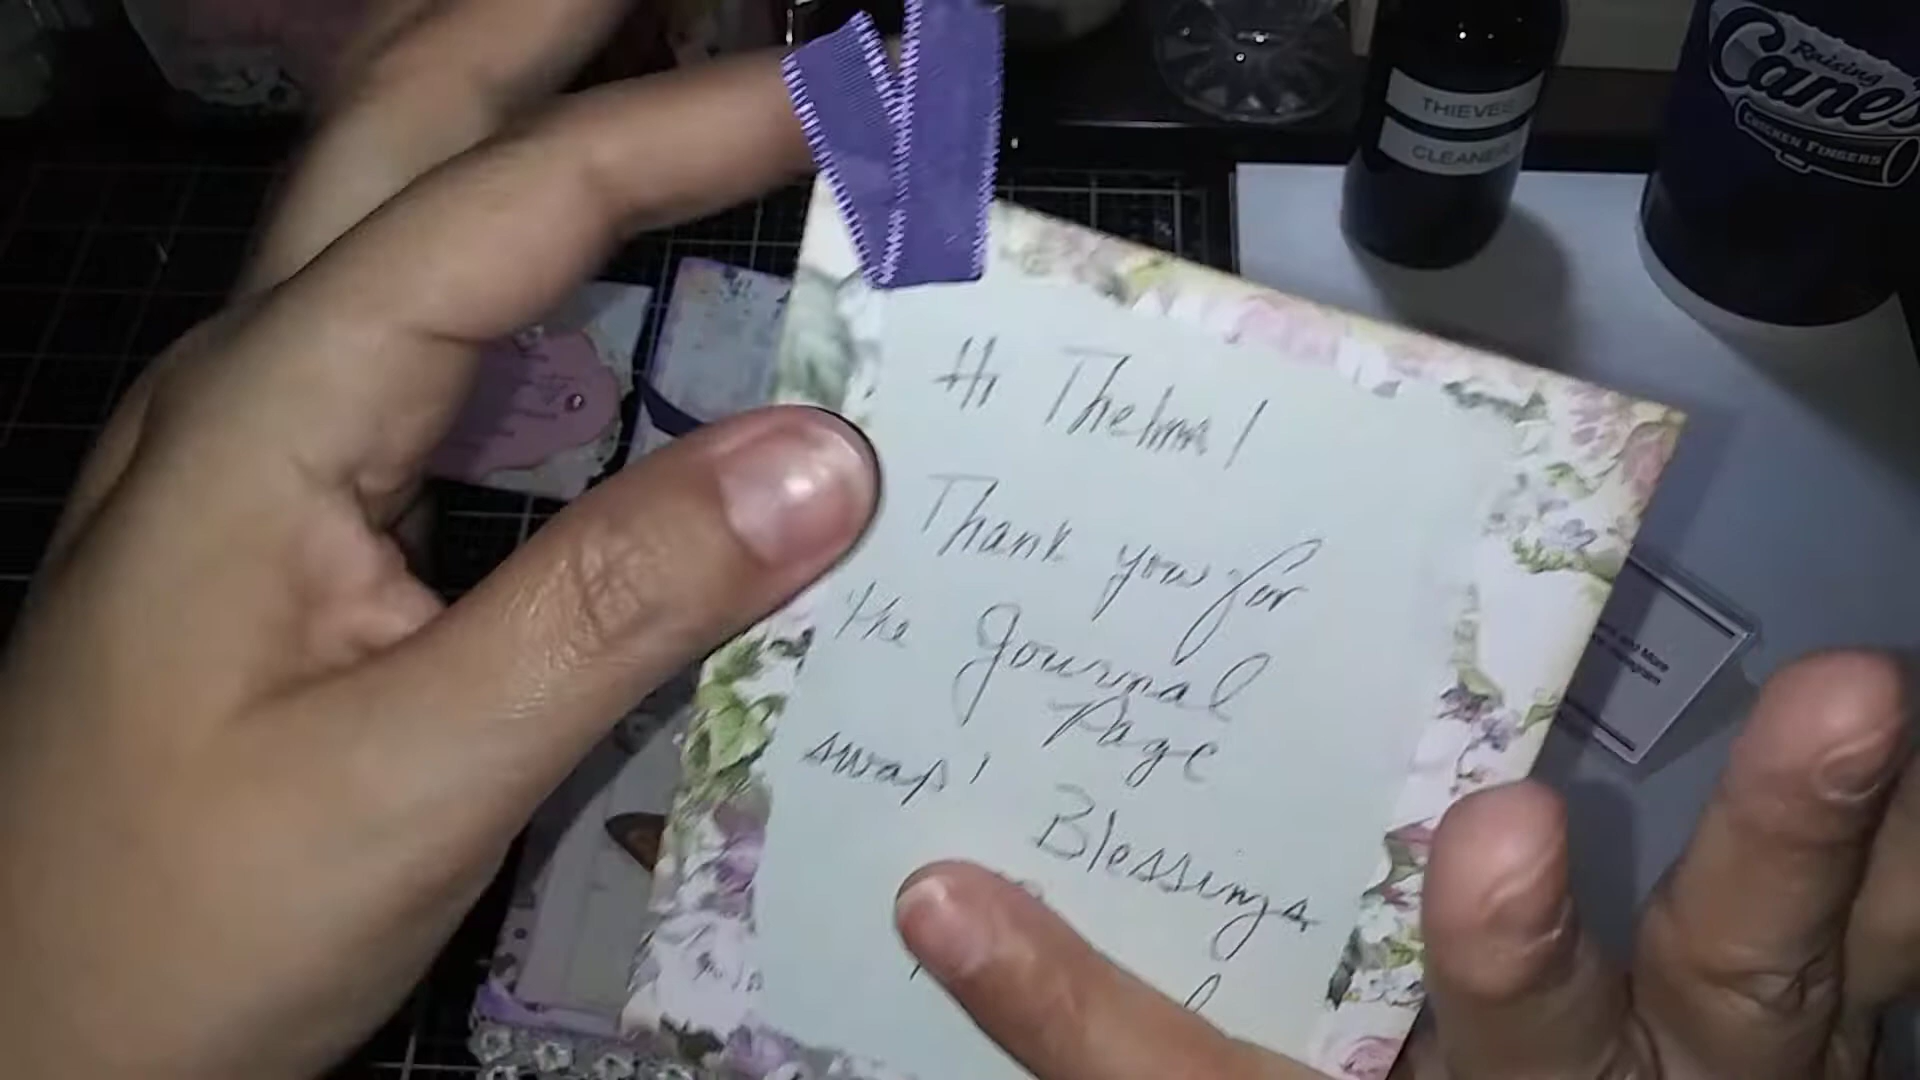 Hi Thelma!
Thank you for
the Journal
Page
swap! Blessings
THIEVES
CLEANER
Raising
Cane's
CHICKEN FINGERS